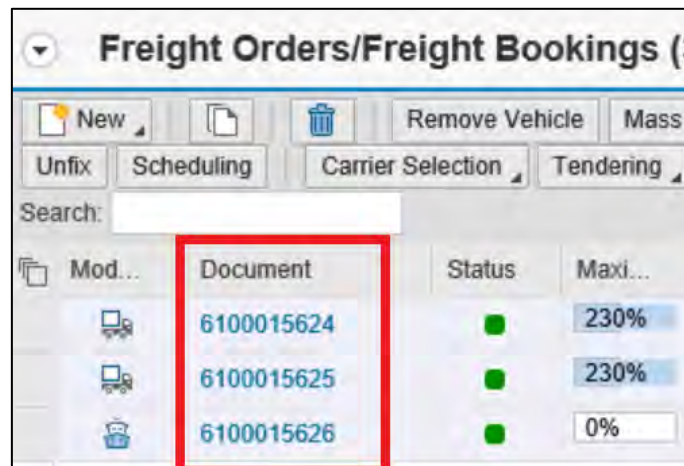 Freight Orders/Freight Bookings (
New Remove Vehicle Mass
Unfix Scheduling Carrier Selection Tendering
Search:
Mod... Document Status Maxi...
6100015624 230%
6100015625 230%
6100015626 0%